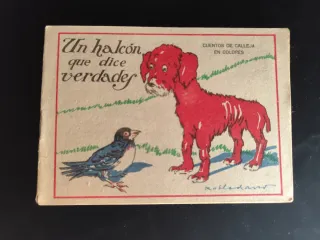 Un halcón
que dice
verdades
CUENTOS DE CALLEJA
EN COLORES